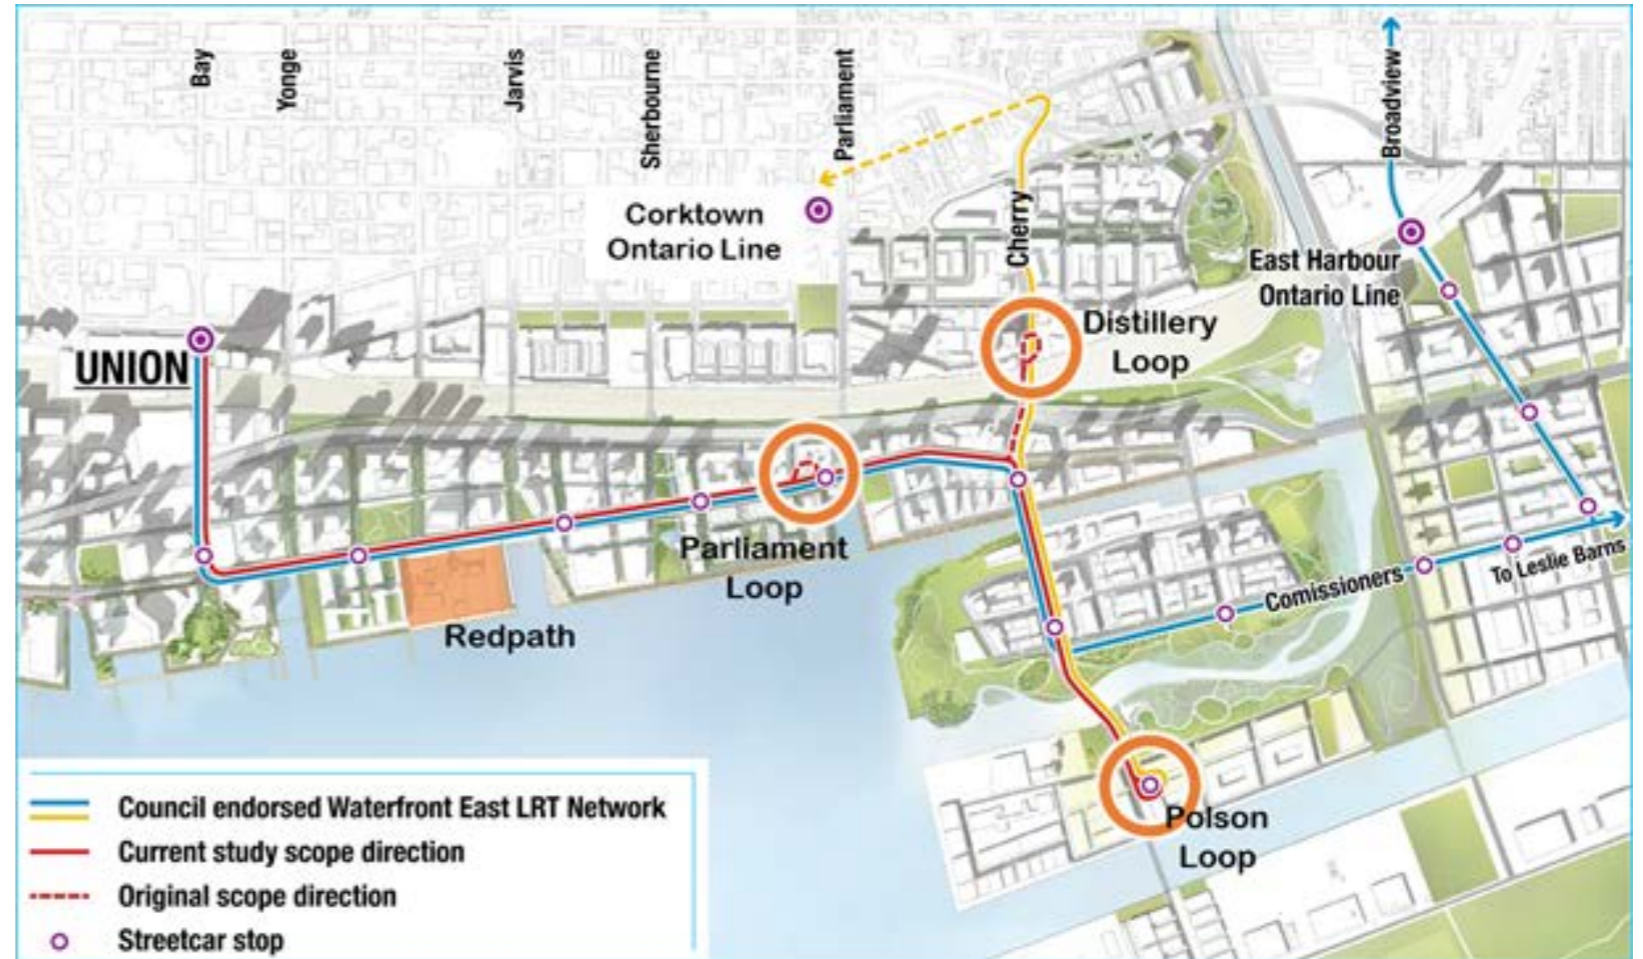 Bay
Yonge
Jarvis
Sherbourne
Parliament
Broadview
Cherry
Corktown
Ontario Line
East Harbour
Ontario Line
UNION
Distillery
Loop
Parliament
Loop
Redpath
Comissioners
To Leslie Barns
Polson
Loop
Council endorsed Waterfront East LRT Network
Current study scope direction
Original scope direction
Streetcar stop